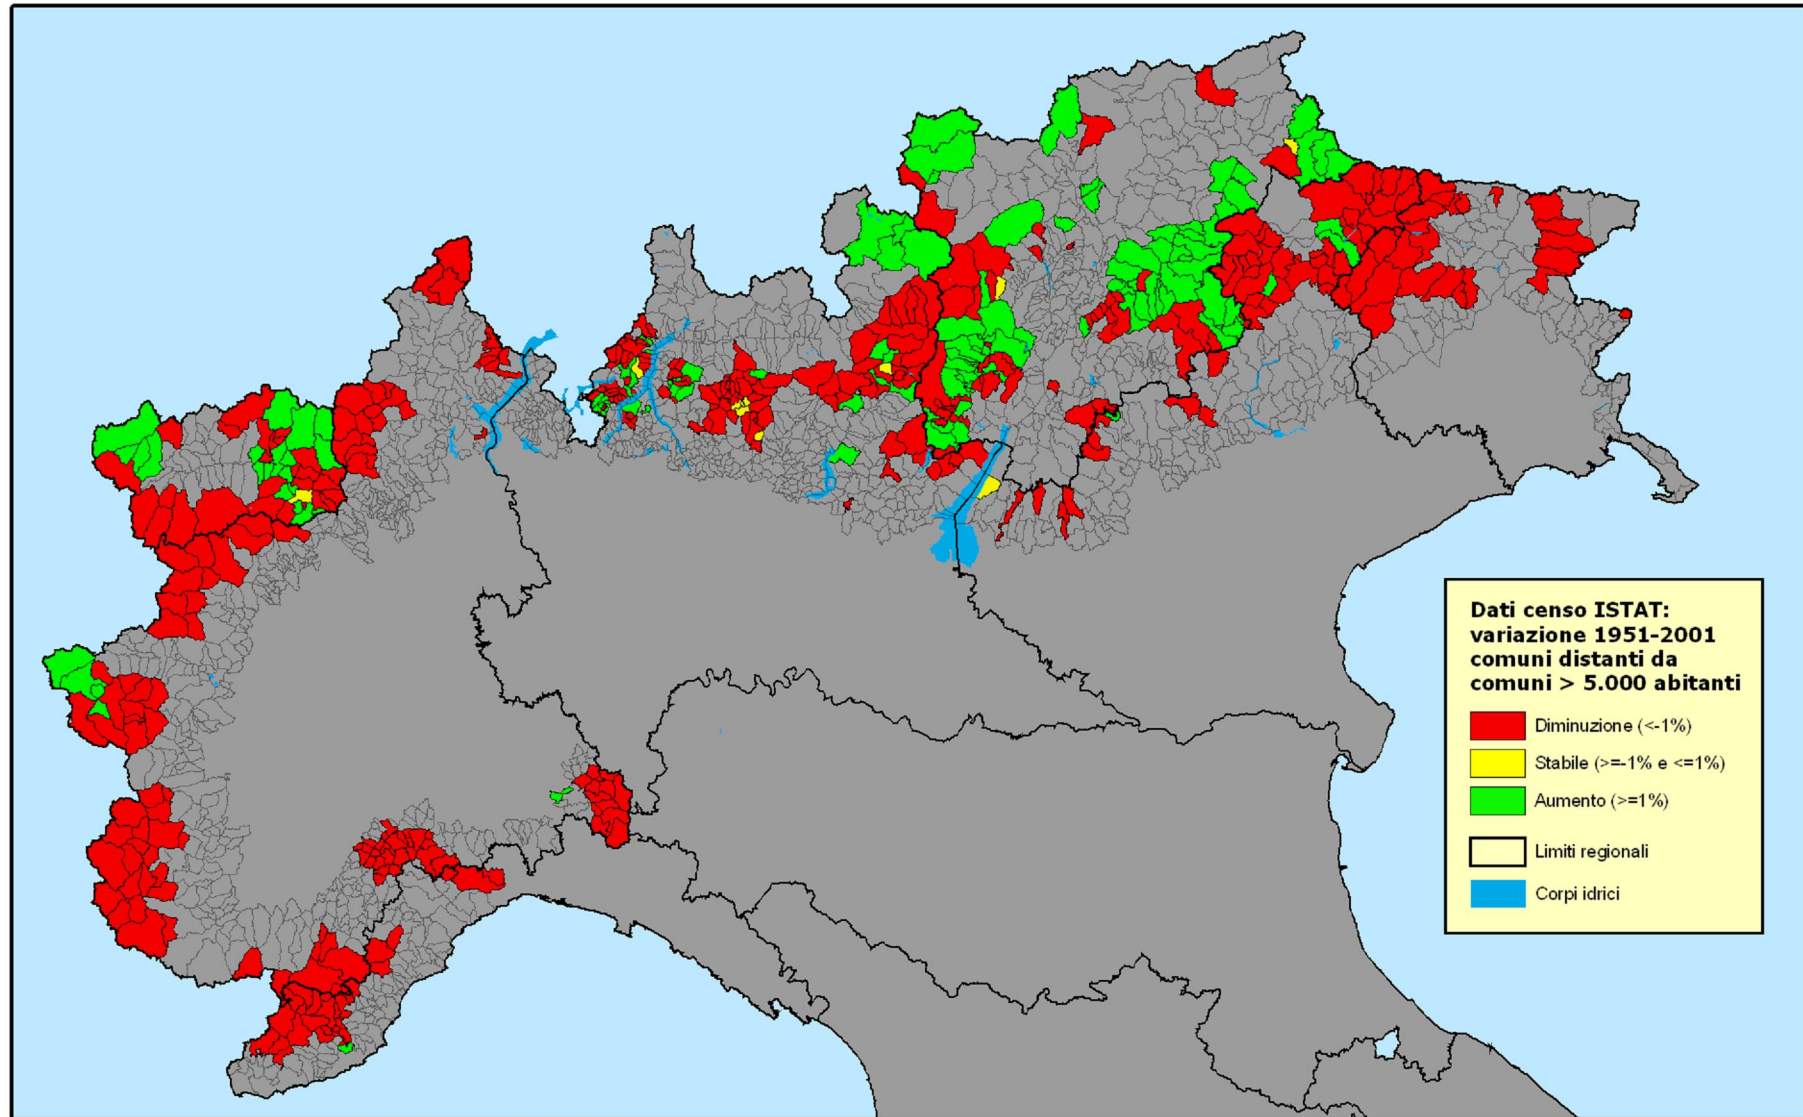 Dati censo ISTAT:
variazione 1951-2001
comuni distanti da
comuni > 5.000 abitanti
Diminuzione (<-1%)
Stabile (>=-1% e <=1%)
Aumento (>=1%)
Limiti regionali
Corpi idrici